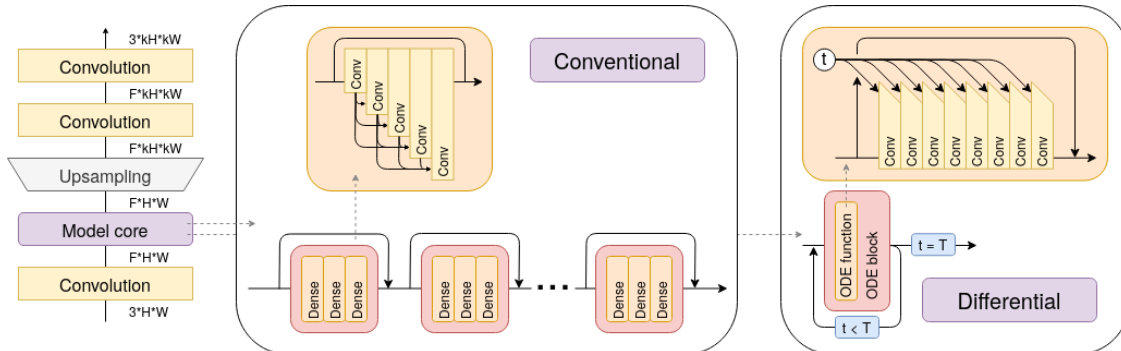 3*kH*kW
Convolution
F*kH*kW
Convolution
F*kH*kW
Upsampling
F*H*W
Model core
F*H*W
Convolution
3*H*W
Conventional
Conv
Conv
Conv
Conv
Conv
Dense
Dense
Dense
Dense
Dense
Dense
Dense
Dense
Dense
t
Conv
Conv
Conv
Conv
Conv
Conv
Conv
Conv
ODE function
ODE block
t = T
t < T
Differential